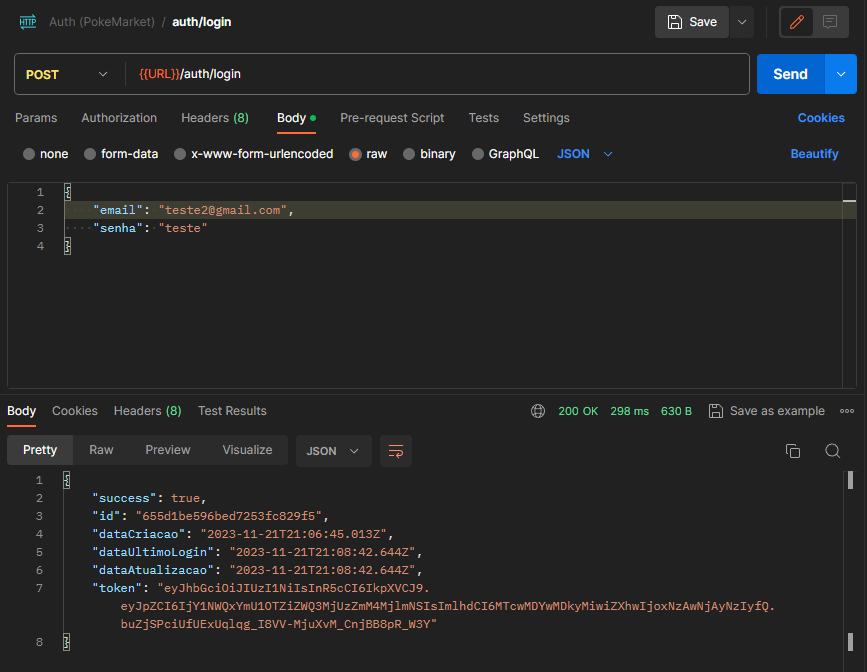 HTTP Auth (PokeMarket) / auth/login Save
POST {{URL}}/auth/login Send
Params Authorization Headers (8) Body Pre-request Script Tests Settings Cookies
none form-data x-www-form-urlencoded raw binary GraphQL JSON Beautify
1 {
2 "email": "teste2@gmail.com",
3 "senha": "teste"
4 }
Body Cookies Headers (8) Test Results 200 OK 298 ms 630 B Save as example
Pretty Raw Preview Visualize JSON
1 {
2 "success": true,
3 "id": "655d1be596bed7253fc829f5",
4 "dataCriacao": "2023-11-21T21:06:45.013Z",
5 "dataUltimoLogin": "2023-11-21T21:08:42.644Z",
6 "dataAtualizacao": "2023-11-21T21:08:42.644Z",
7 "token": "eyJhbGciOiJIUzI1NiIsInR5cCI6IkpXVCJ9.
eyJpZCI6IjY1NWQxYmU1OTZiZWQ3MjUzZmM4MjlmNSIsImlhdCI6MTcwMDYwMDkyMiwiZXhwIjoxNzAwNjAyNzIyfQ.
buZjSPciUfUExUqlqg_I8VV-MjuXvM_CnjBB8pR_W3Y"
8 }